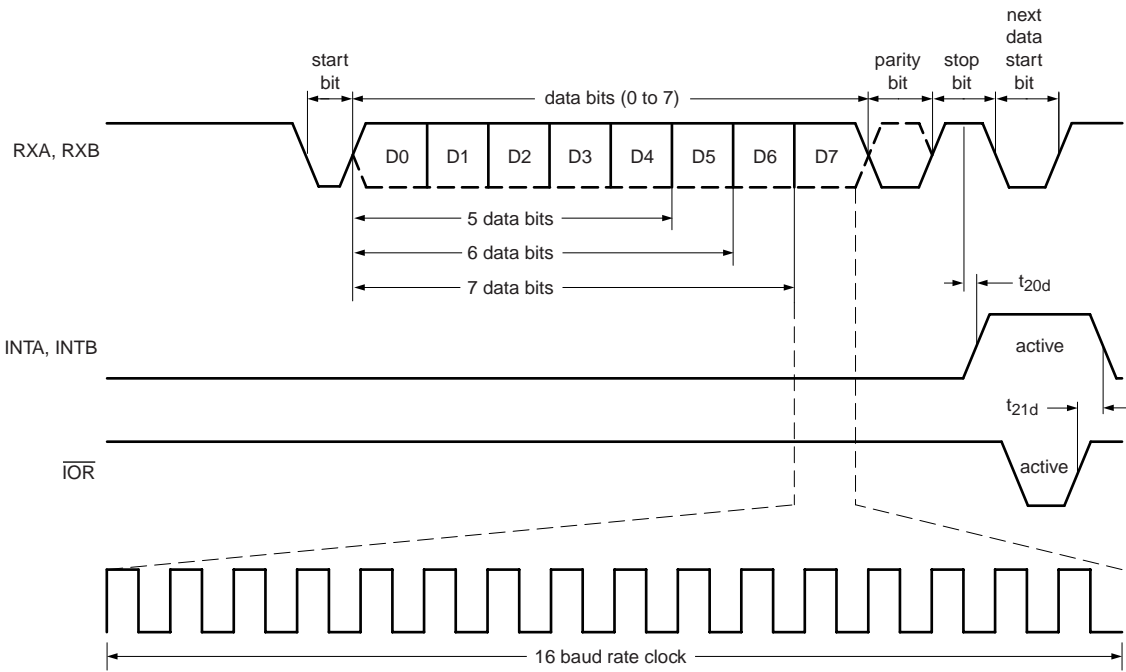 next
data
start
bit
start
bit
parity
bit
stop
bit
data bits (0 to 7)
RXA, RXB
D0 D1 D2 D3 D4 D5 D6 D7
5 data bits
6 data bits
7 data bits
t20d
INTA, INTB
active
t21d
IOR
active
16 baud rate clock